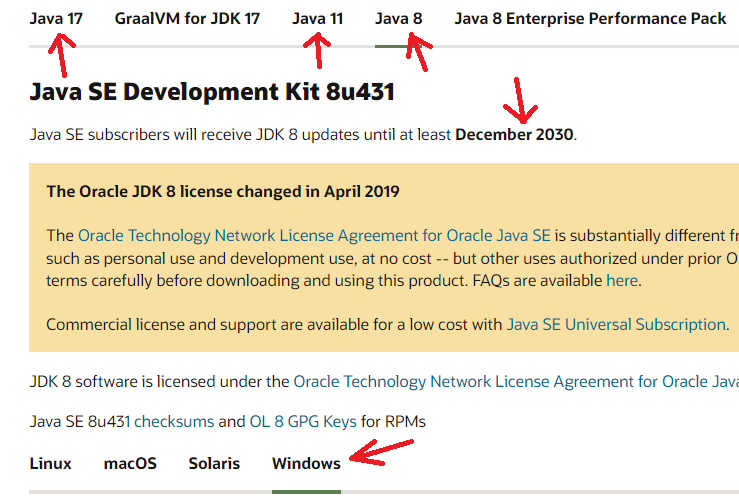 Java 17 GraalVM for JDK 17 Java 11 Java 8 Java 8 Enterprise Performance Pack
Java SE Development Kit 8u431
Java SE subscribers will receive JDK 8 updates until at least December 2030.
The Oracle JDK 8 license changed in April 2019
The Oracle Technology Network License Agreement for Oracle Java SE is substantially different
such as personal use and development use, at no cost -- but other uses authorized under prior
terms carefully before downloading and using this product. FAQs are available here.
Commercial license and support are available for a low cost with Java SE Universal Subscription.
JDK 8 software is licensed under the Oracle Technology Network License Agreement for Oracle Java
Java SE 8u431 checksums and OL 8 GPG Keys for RPMs
Linux macOS Solaris Windows